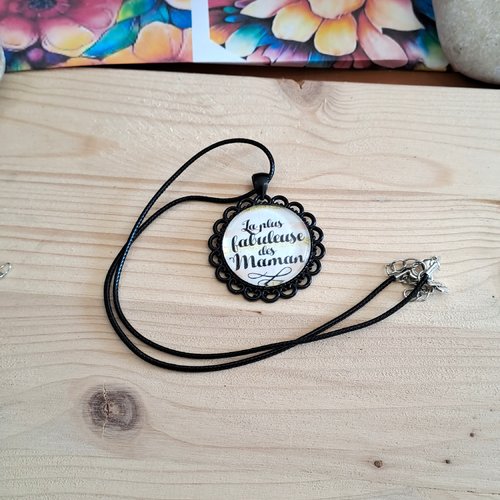 La plus
fabuleuse
des
Maman